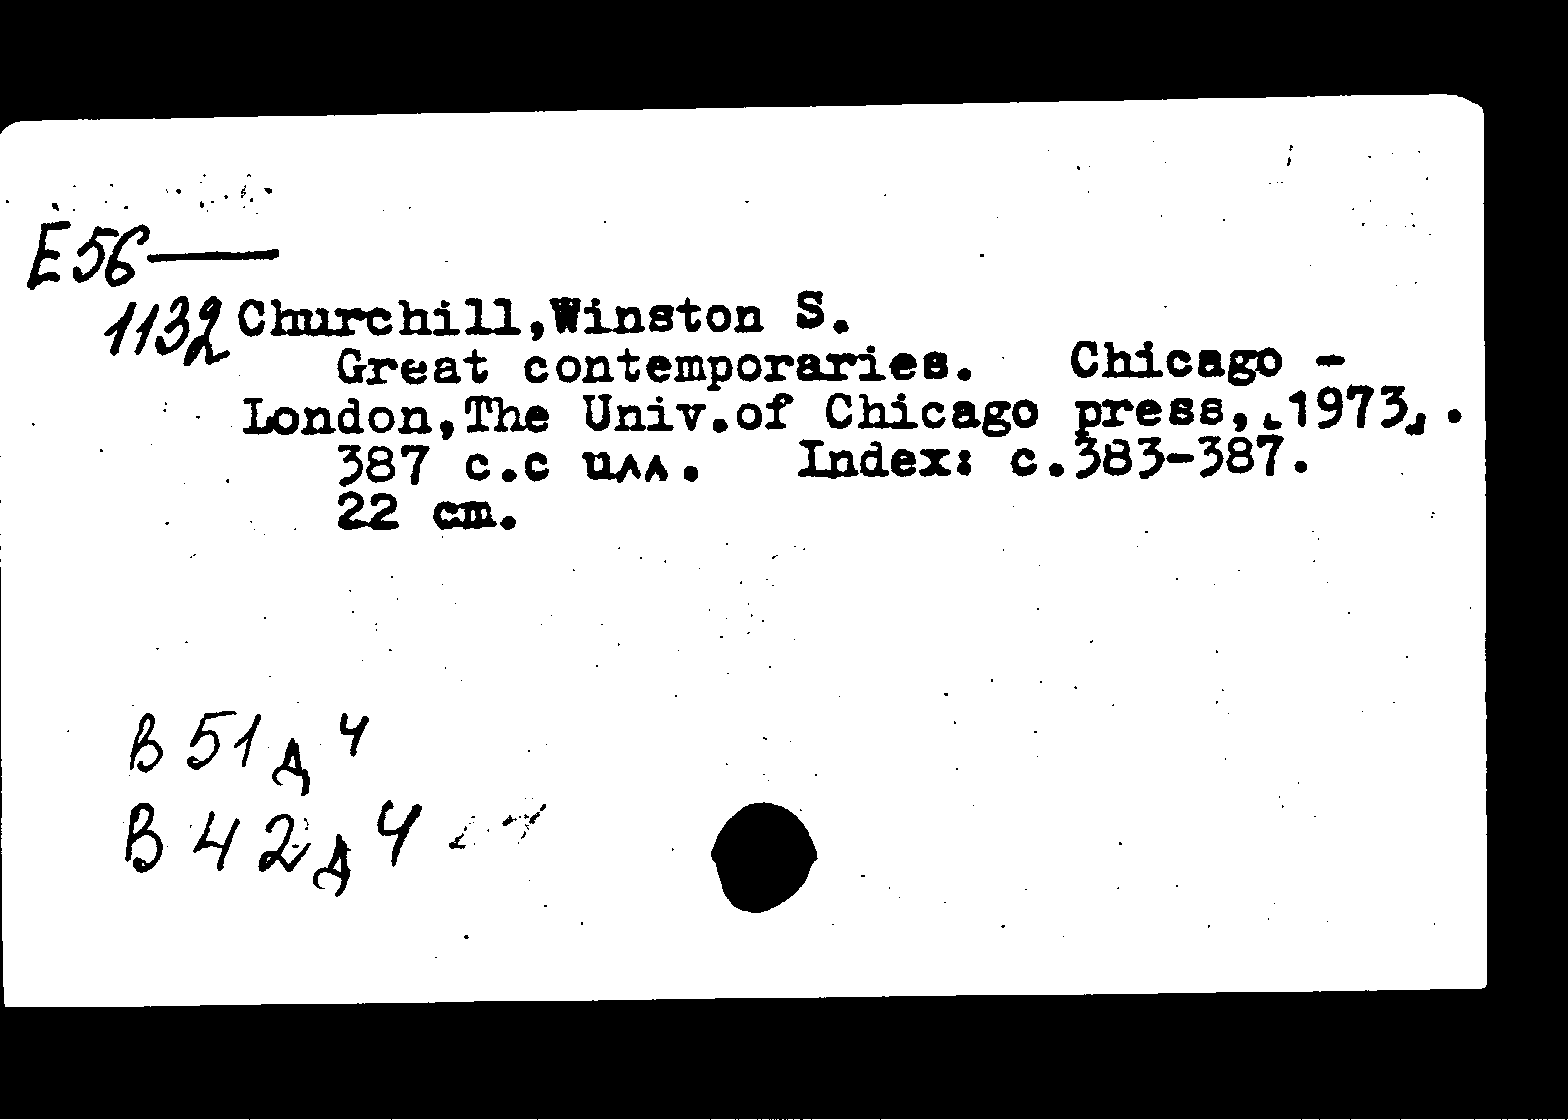 E56—
1132 Churchill,Winston S.
Great contemporaries. Chicago -
London,The Univ.of Chicago press,[1973].
387 с.с илл. Index: c.383-387.
22 cm.
В 51 д 4
В 42 д 4